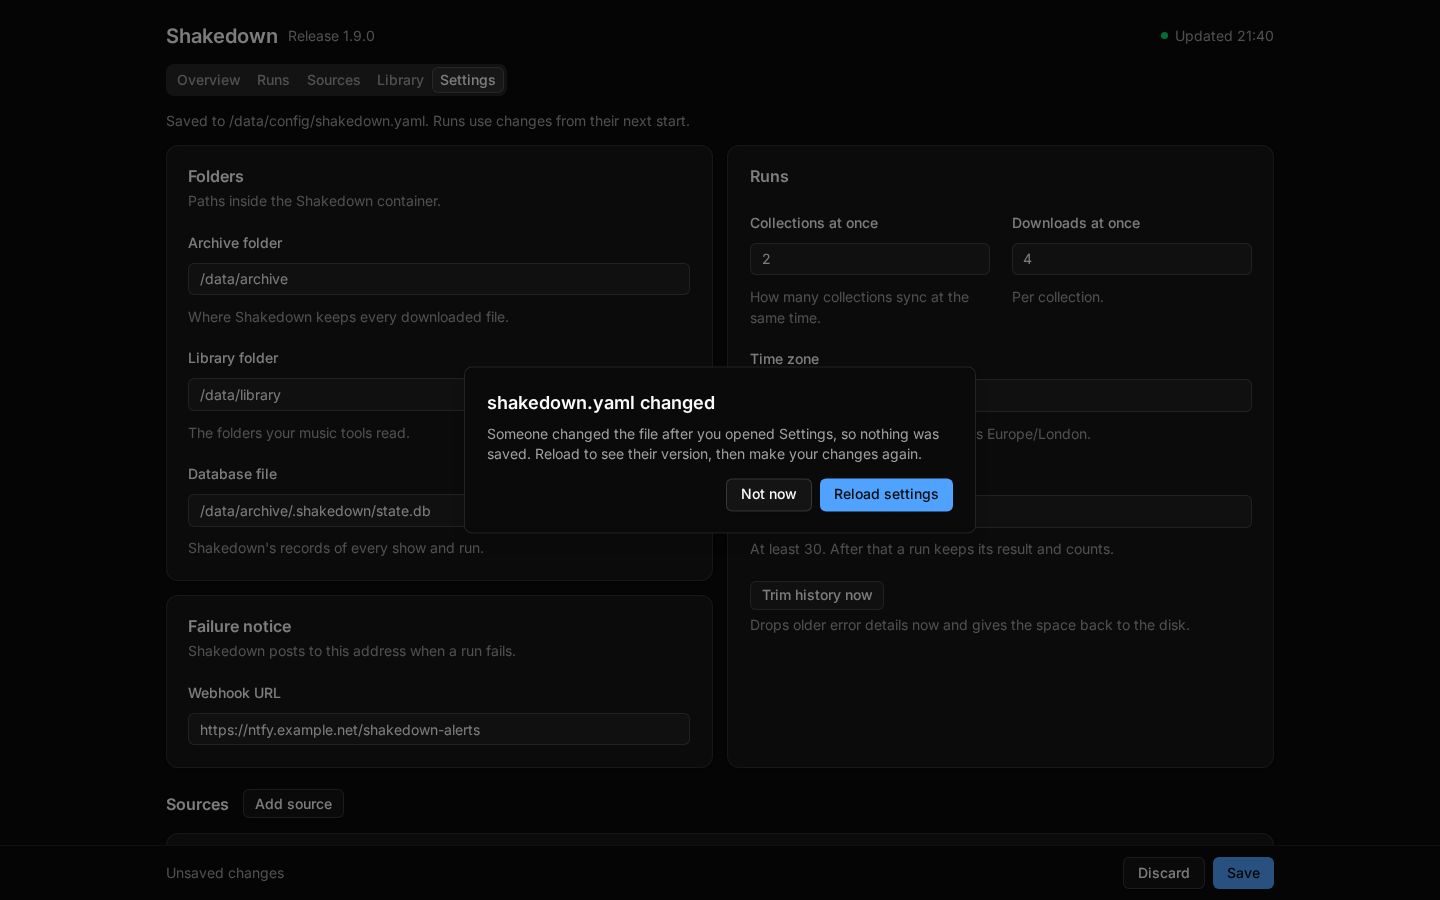 Shakedown Release 1.9.0
Updated 21:40
Overview Runs Sources Library Settings
Saved to /data/config/shakedown.yaml. Runs use changes from their next start.
Folders
Paths inside the Shakedown container.
Archive folder
/data/archive
Where Shakedown keeps every downloaded file.
Library folder
/data/library
The folders your music tools read.
Database file
/data/archive/.shakedown/state.db
Shakedown's records of every show and run.
Failure notice
Shakedown posts to this address when a run fails.
Webhook URL
https://ntfy.example.net/shakedown-alerts
Runs
Collections at once
2
How many collections sync at the
same time.
Downloads at once
4
Per collection.
Time zone
Europe/London.
At least 30. After that a run keeps its result and counts.
Trim history now
Drops older error details now and gives the space back to the disk.
shakedown.yaml changed
Someone changed the file after you opened Settings, so nothing was
saved. Reload to see their version, then make your changes again.
Not now
Reload settings
Sources
Add source
Unsaved changes
Discard
Save